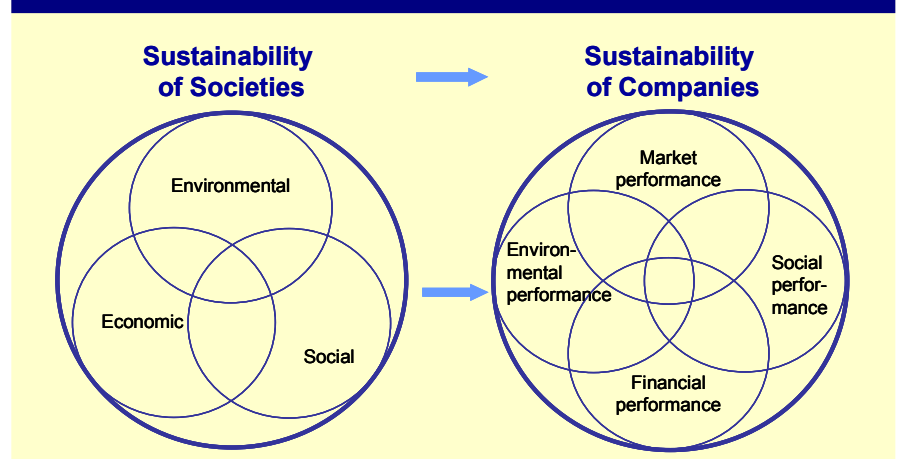 Sustainability
of Societies
Sustainability
of Companies
Environmental
Economic
Social
Market
performance
Environ-
mental
performance
Social
perfor-
mance
Financial
performance